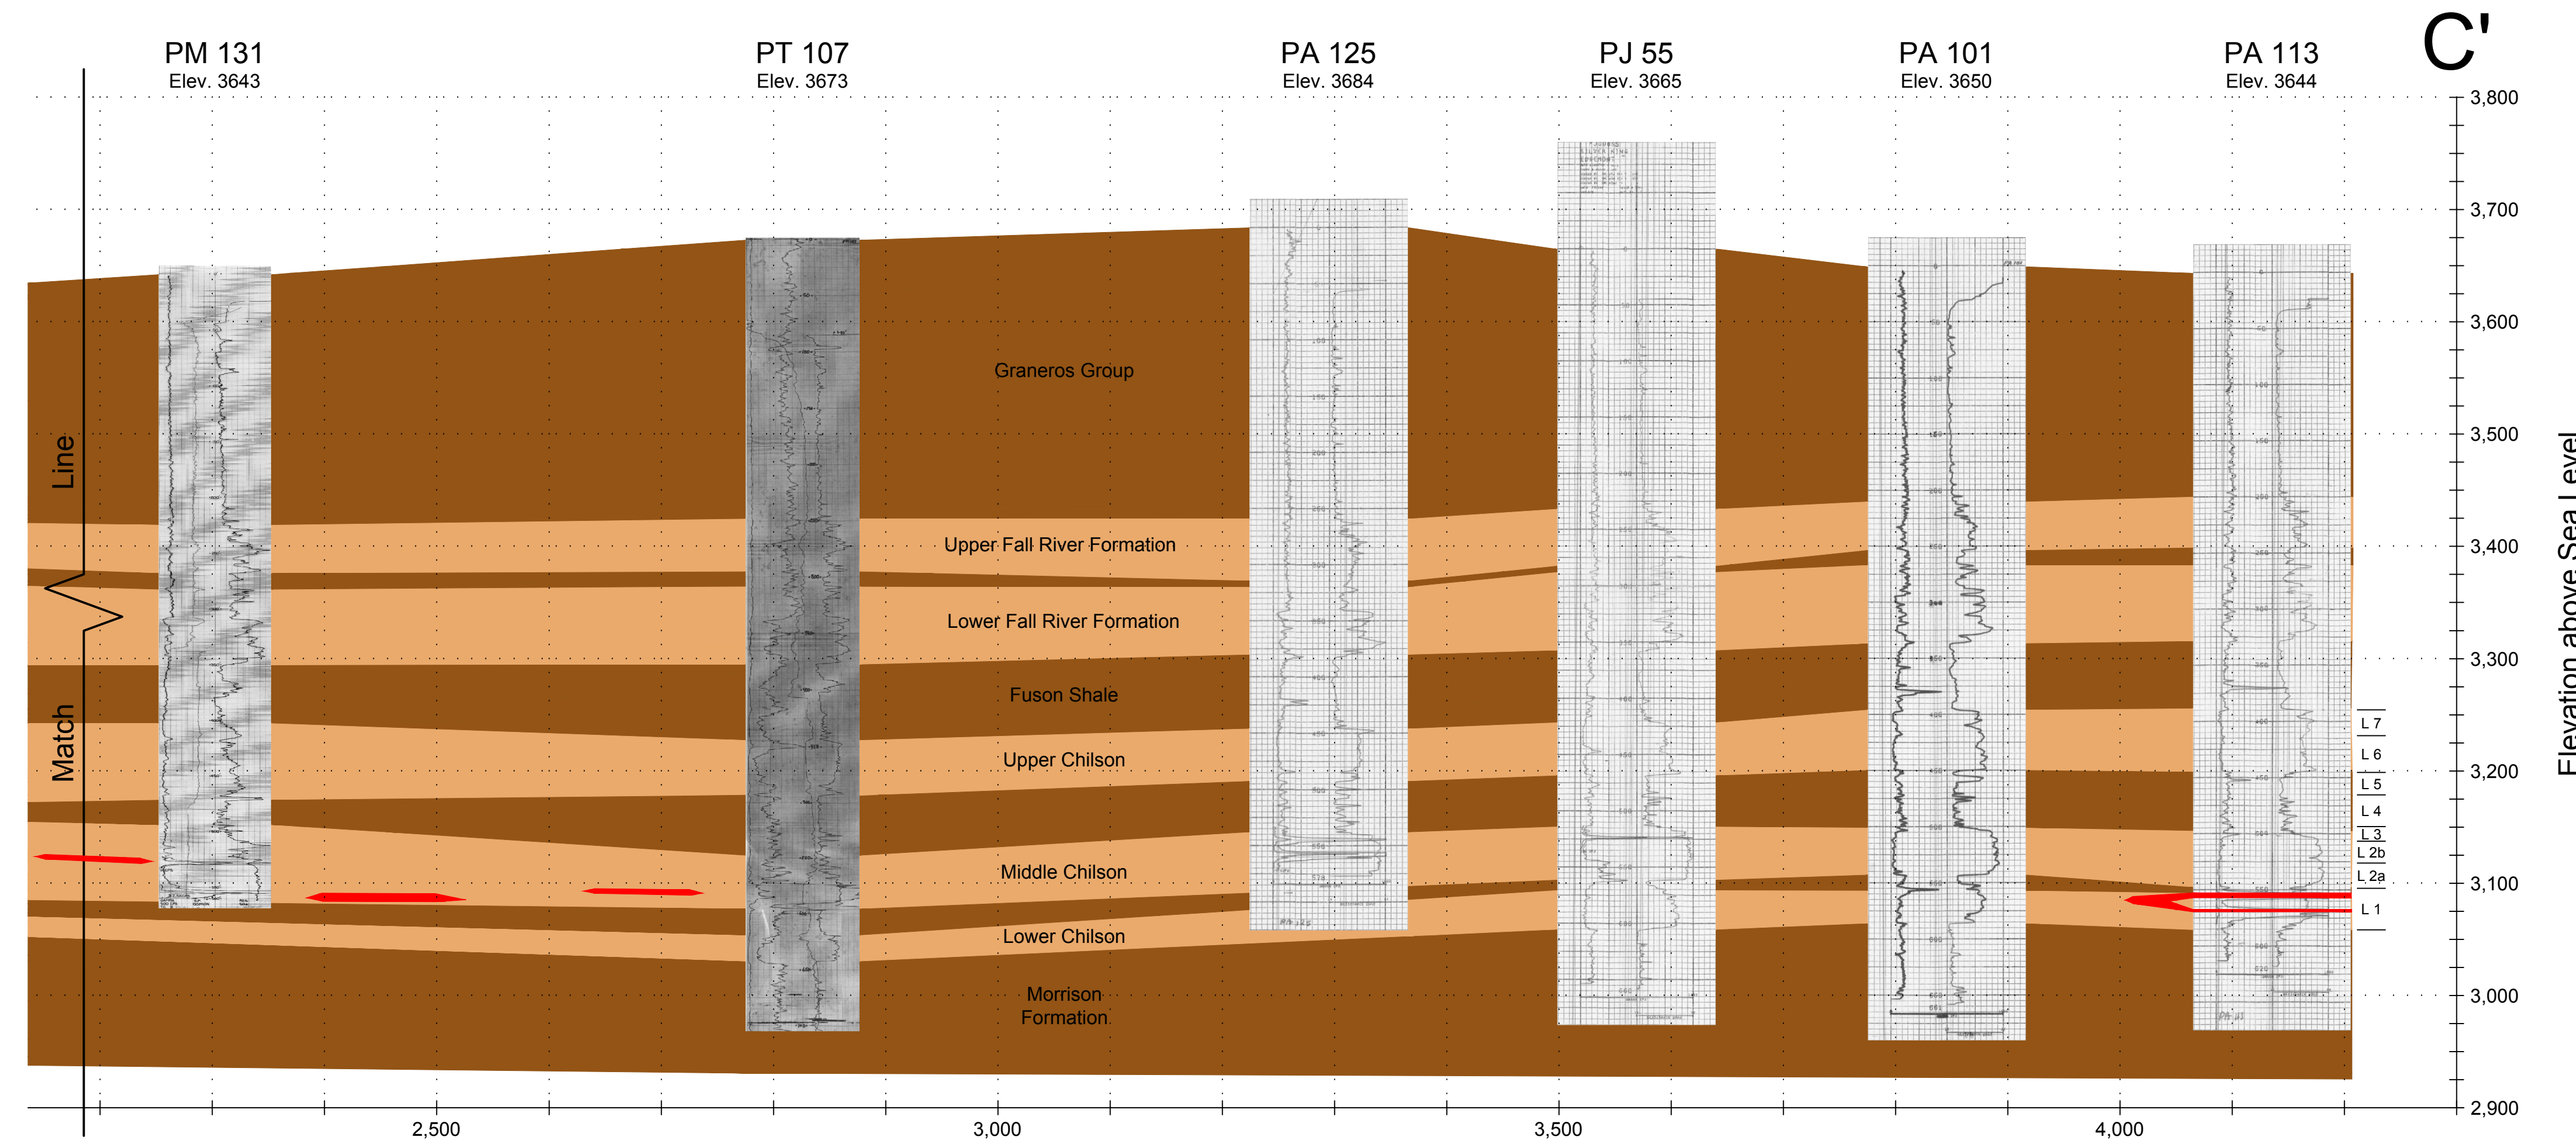 C'
PM 131
Elev. 3643
PT 107
Elev. 3673
PA 125
Elev. 3684
PJ 55
Elev. 3665
PA 101
Elev. 3650
PA 113
Elev. 3644
3,800
3,700
3,600
3,500
3,400
3,300
3,200
3,100
3,000
2,900
Elevation above Sea Level
Line
Match
Graneros Group
Upper Fall River Formation
Lower Fall River Formation
Fuson Shale
Upper Chilson
Middle Chilson
Lower Chilson
Morrison
Formation
L 7
L 6
L 5
L 4
L 3
L 2b
L 2a
L 1
2,500
3,000
3,500
4,000